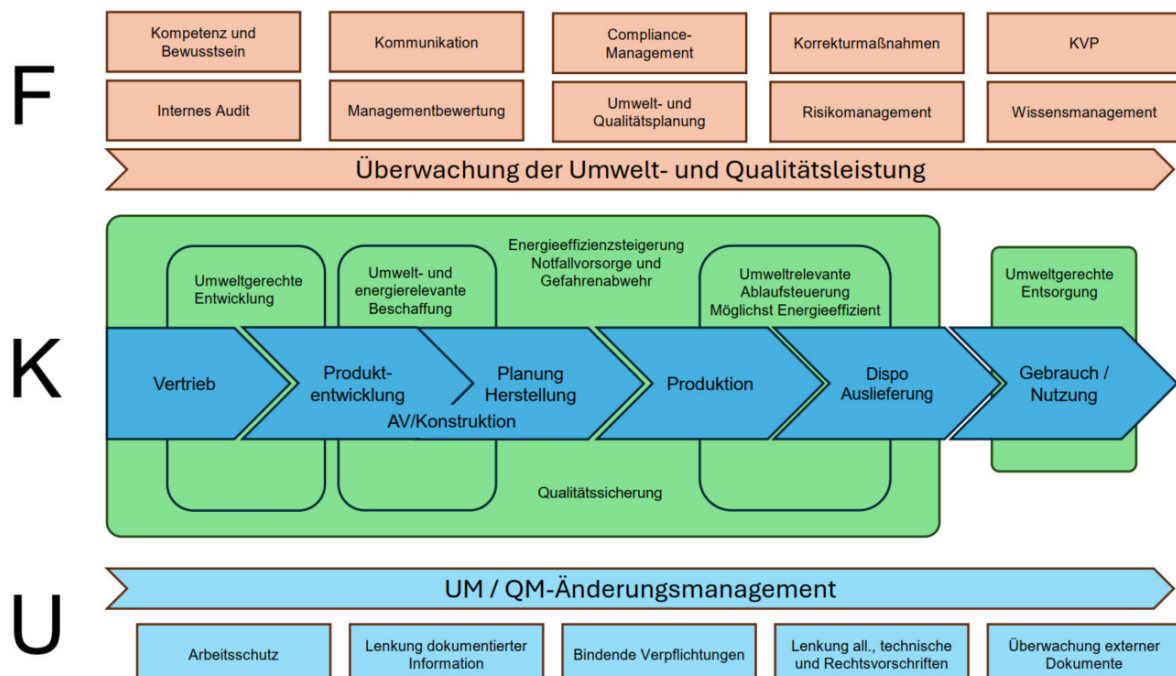 F
Kompetenz und
Bewusstsein
Kommunikation
Compliance-
Management
Korrekturmaßnahmen
KVP
Internes Audit
Managementbewertung
Umwelt- und
Qualitätsplanung
Risikomanagement
Wissensmanagement
Überwachung der Umwelt- und Qualitätsleistung
K
Umweltgerechte
Entwicklung
Umwelt- und
energierelevante
Beschaffung
Energieeffizienzsteigerung
Notfallvorsorge und
Gefahrenabwehr
Umweltrelevante
Ablaufsteuerung
Möglichst Energieeffizient
Umweltgerechte
Entsorgung
Vertrieb
Produkt-
entwicklung
Planung
Herstellung
AV/Konstruktion
Produktion
Dispo
Auslieferung
Gebrauch /
Nutzung
Qualitätssicherung
U
UM / QM-Änderungsmanagement
Arbeitsschutz
Lenkung dokumentierter
Information
Bindende Verpflichtungen
Lenkung all., technische
und Rechtsvorschriften
Überwachung externer
Dokumente